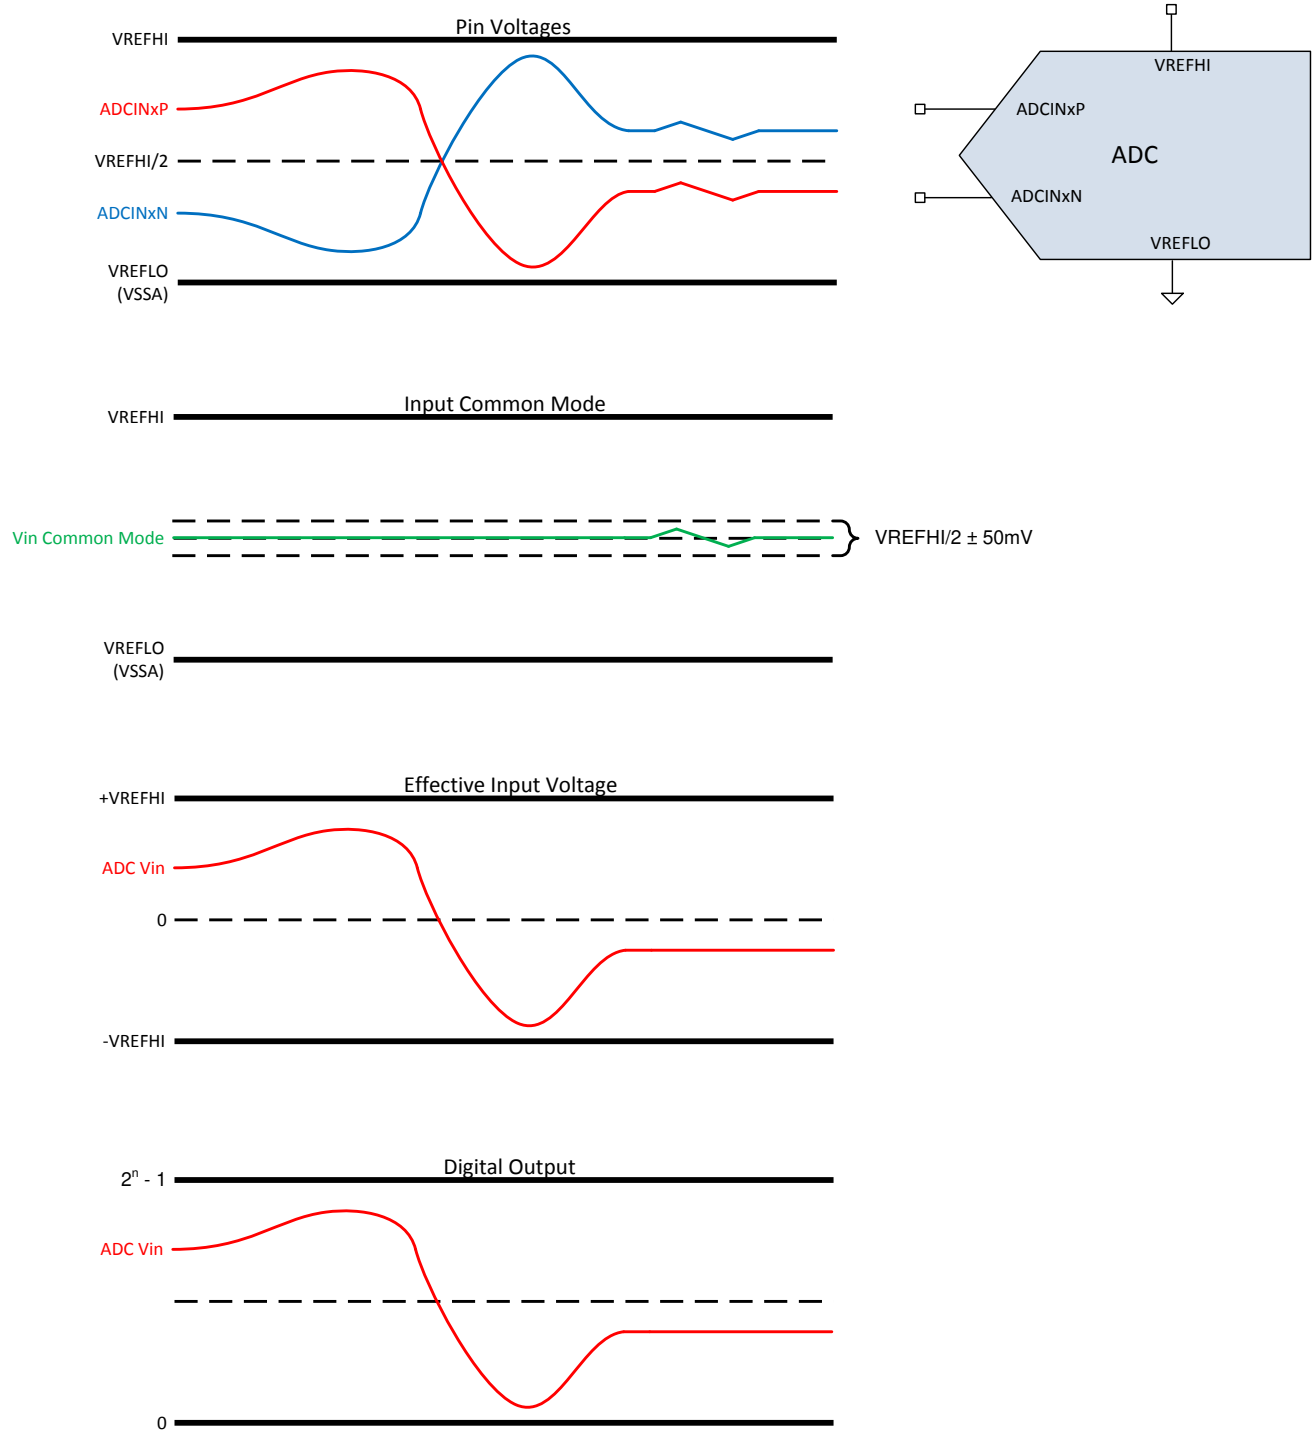 Pin Voltages
VREFHI
ADCINxP
VREFHI/2
ADCINxN
VREFLO
(VSSA)
VREFHI
ADCINxP
ADC
ADCINxN
VREFLO
Input Common Mode
VREFHI
Vin Common Mode
VREFHI/2 ± 50mV
VREFLO
(VSSA)
Effective Input Voltage
+VREFHI
ADC Vin
0
-VREFHI
Digital Output
2ⁿ - 1
ADC Vin
0